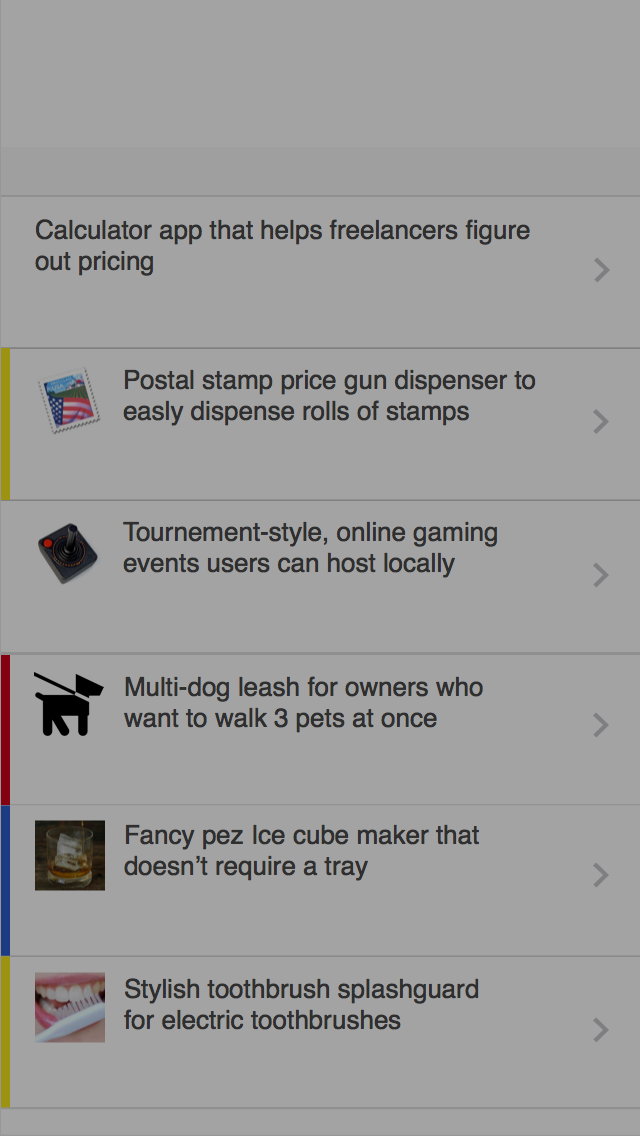 Calculator app that helps freelancers figure
out pricing
Postal stamp price gun dispenser to
easly dispense rolls of stamps
Tournement-style, online gaming
events users can host locally
Multi-dog leash for owners who
want to walk 3 pets at once
Fancy pez Ice cube maker that
doesn’t require a tray
Stylish toothbrush splashguard
for electric toothbrushes